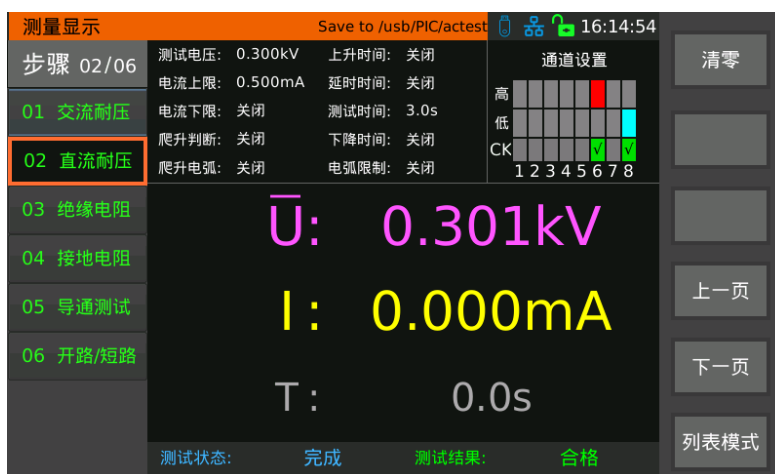 测量显示 Save to /usb/PIC/actest 16:14:54
步骤 02/06
01 交流耐压
02 直流耐压
03 绝缘电阻
04 接地电阻
05 导通测试
06 开路/短路
测试电压: 0.300kV 上升时间: 关闭
电流上限: 0.500mA 延时时间: 关闭
电流下限: 关闭 测试时间: 3.0s
爬升判断: 关闭 下降时间: 关闭
爬升电弧: 关闭 电弧限制: 关闭
通道设置
高
低
CK √ √
1 2 3 4 5 6 7 8
U: 0.301kV
I: 0.000mA
T: 0.0s
测试状态: 完成 测试结果: 合格
清零
上一页
下一页
列表模式